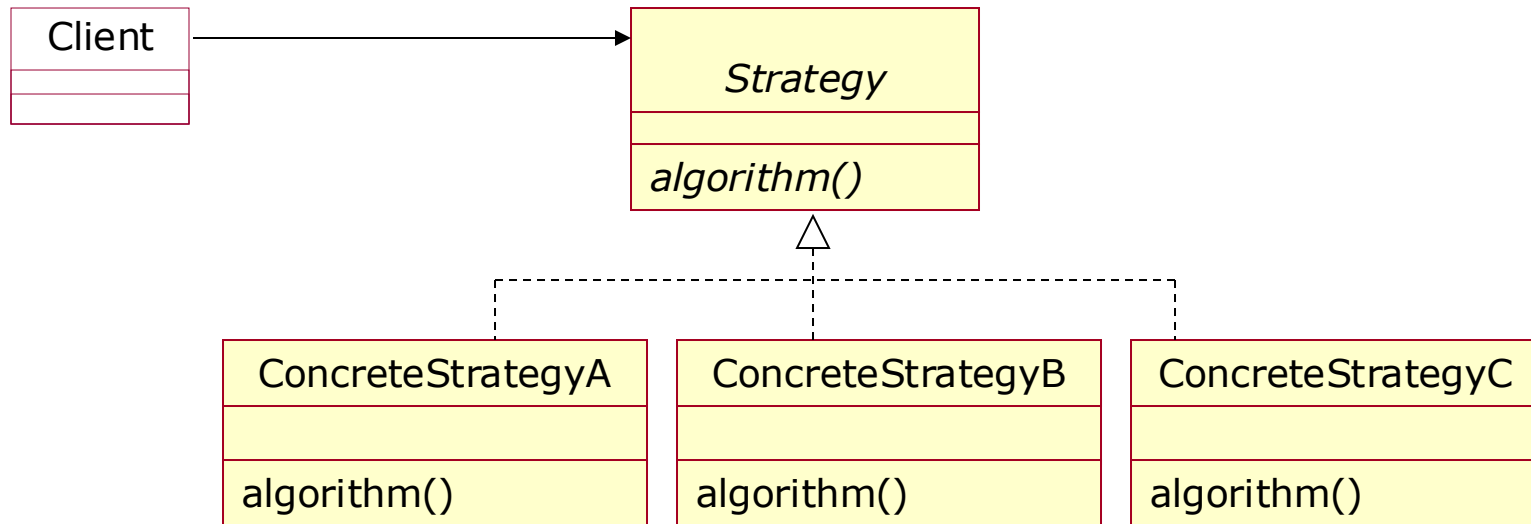 Client
Strategy
algorithm()
ConcreteStrategyA
algorithm()
ConcreteStrategyB
algorithm()
ConcreteStrategyC
algorithm()